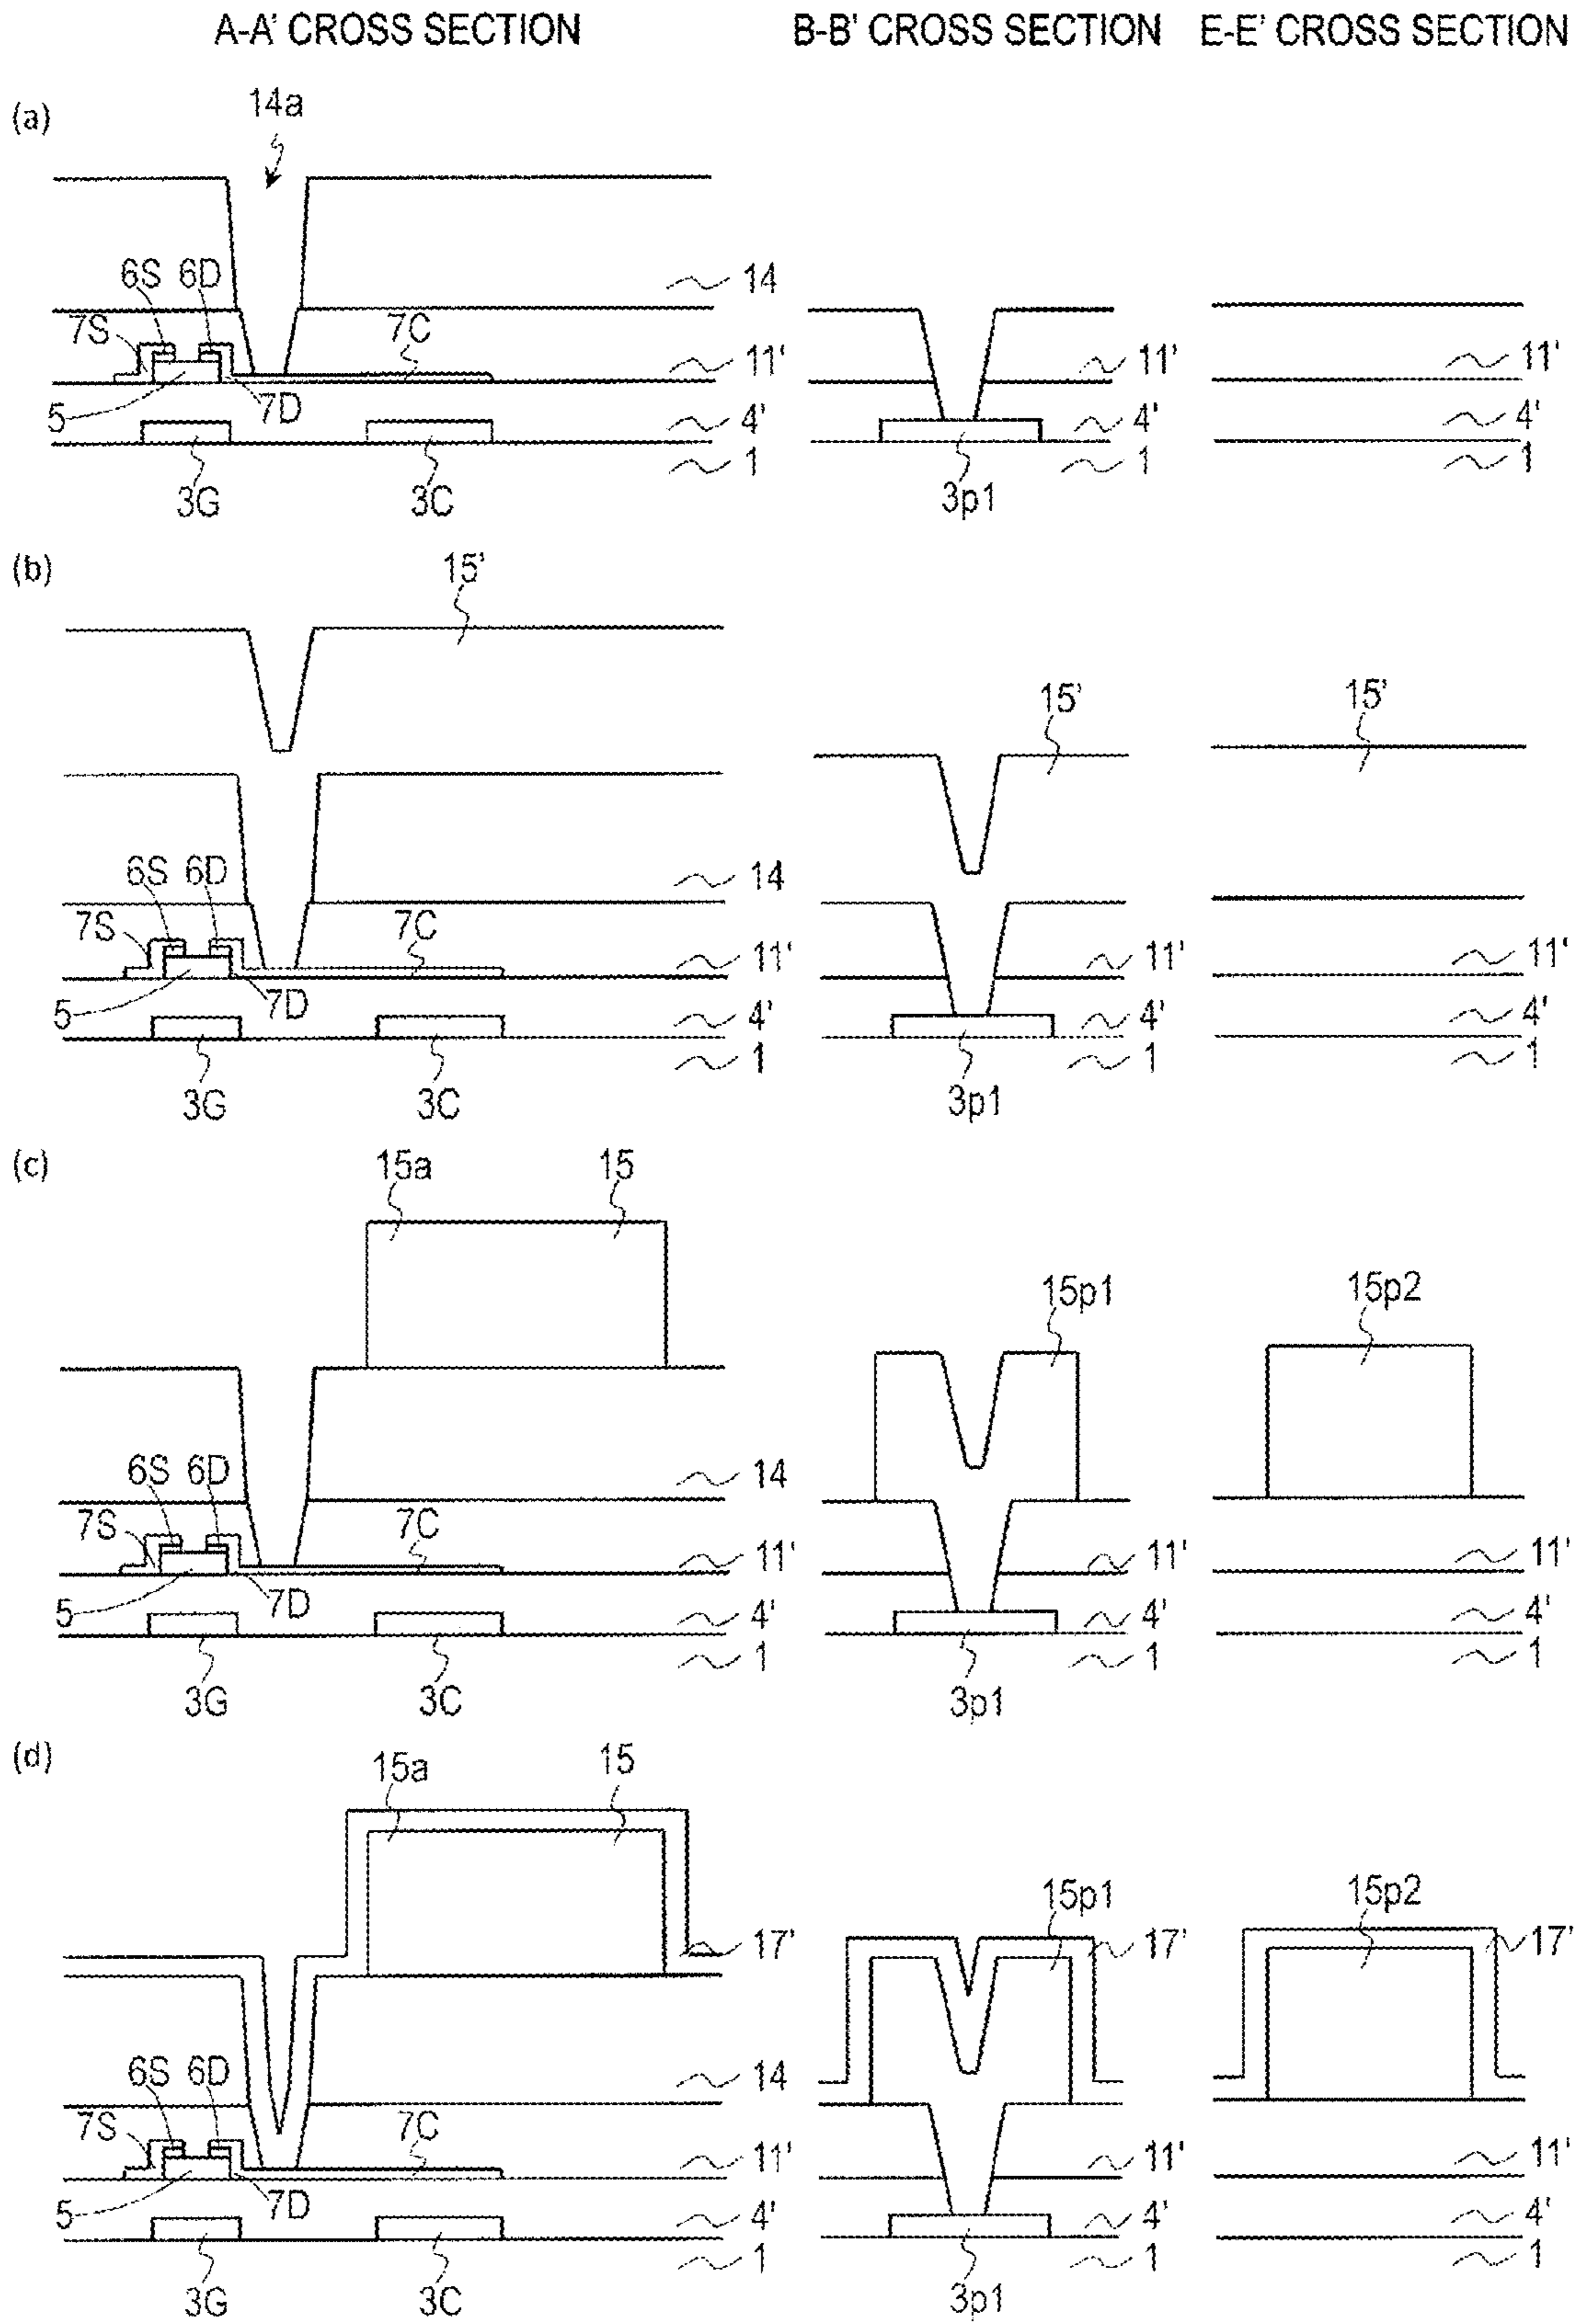 A-A' CROSS SECTION B-B' CROSS SECTION E-E' CROSS SECTION
(a)
14a
6S 6D 14
7S 7C 11' 11' 11'
5 7D 4' 4' 4'
1 1 1
3G 3C 3p1
(b)
15'
15' 15'
6S 6D 14
7S 7C 11' 11' 11'
5 7D 4' 4' 4'
1 1 1
3G 3C 3p1
(c)
15a 15
15p1 15p2
6S 6D 14
7S 7C 11' 11' 11'
5 7D 4' 4' 4'
1 1 1
3G 3C 3p1
(d)
15a 15
15p1 15p2
17' 17' 17'
6S 6D 14
7S 7C 11' 11' 11'
5 7D 4' 4' 4'
1 1 1
3G 3C 3p1